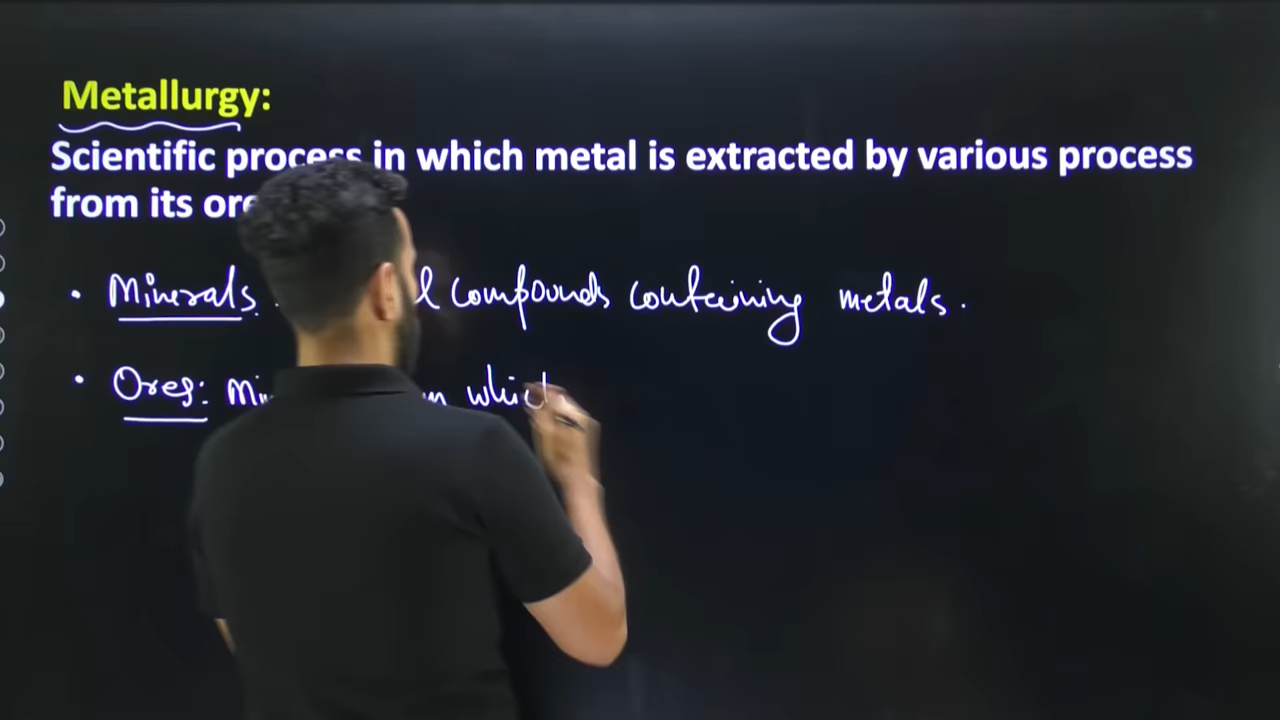 Metallurgy:
Scientific process in which metal is extracted by various process
from its
• Minerals compounds containing metals.
• Ores: which